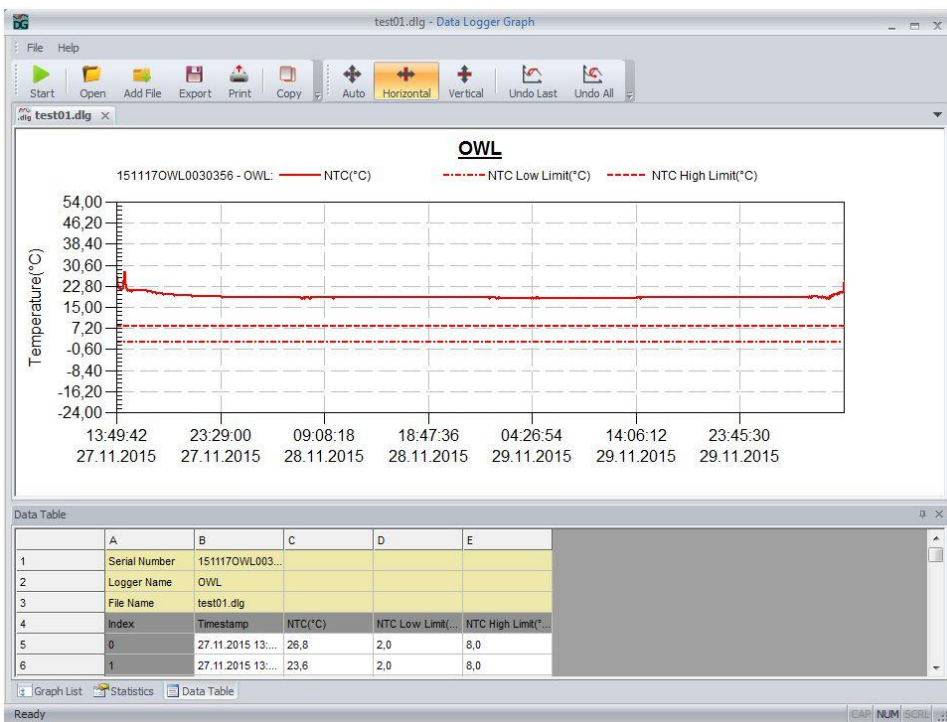 DG
test01.dlg - Data Logger Graph
File Help
Start Open Add File Export Print Copy Auto Horizontal Vertical Undo Last Undo All
.dlg test01.dlg
OWL
151117OWL0030356 - OWL: NTC(°C) NTC Low Limit(°C) NTC High Limit(°C)
Temperature(°C)
54,00
46,20
38,40
30,60
22,80
15,00
7,20
-0,60
-8,40
-16,20
-24,00
13:49:42 23:29:00 09:08:18 18:47:36 04:26:54 14:06:12 23:45:30
27.11.2015 27.11.2015 28.11.2015 28.11.2015 29.11.2015 29.11.2015 29.11.2015
Data Table
A B C D E
1 Serial Number 151117OWL003...
2 Logger Name OWL
3 File Name test01.dlg
4 Index Timestamp NTC(°C) NTC Low Limit(... NTC High Limit(°...
5 0 27.11.2015 13:... 26,8 2,0 8,0
6 1 27.11.2015 13:... 23,6 2,0 8,0
Graph List Statistics Data Table
Ready CAP NUM SCRL